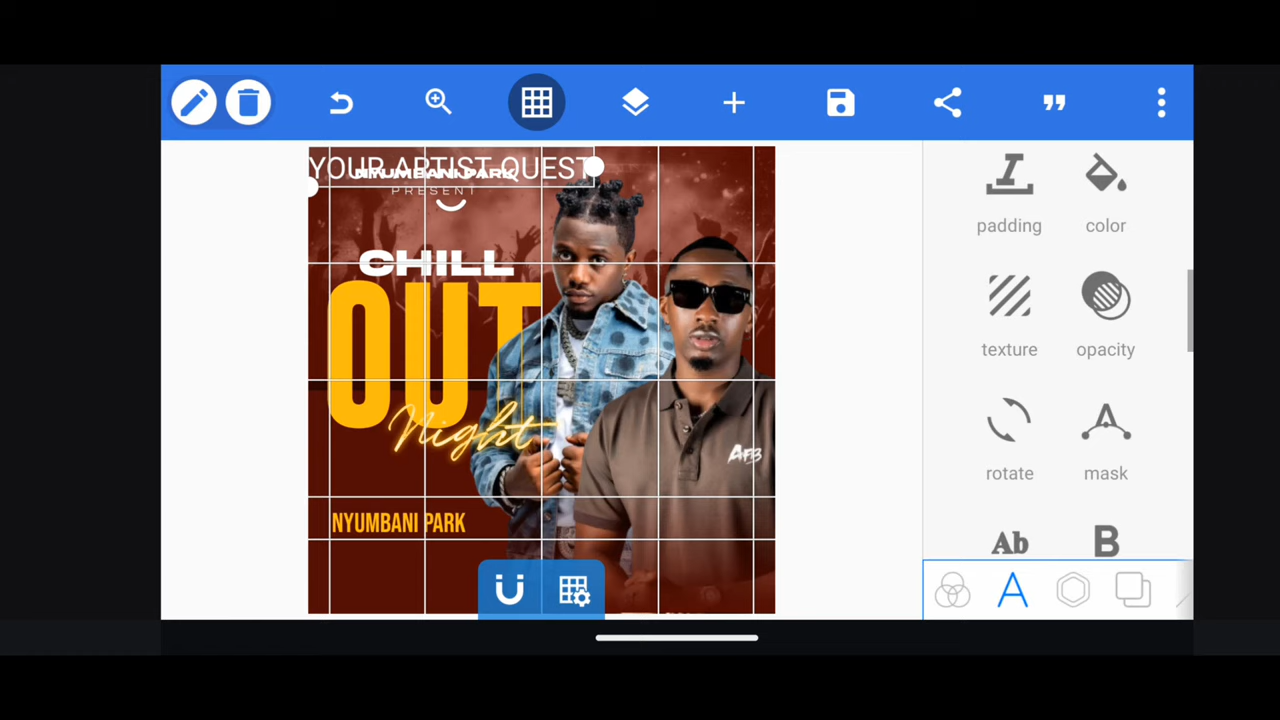 YOUR ARTIST QUEST
NYUMBANI PARK
PRESENT
CHILL
OUT
Night
NYUMBANI PARK
padding
color
texture
opacity
rotate
mask
Ab
B
A